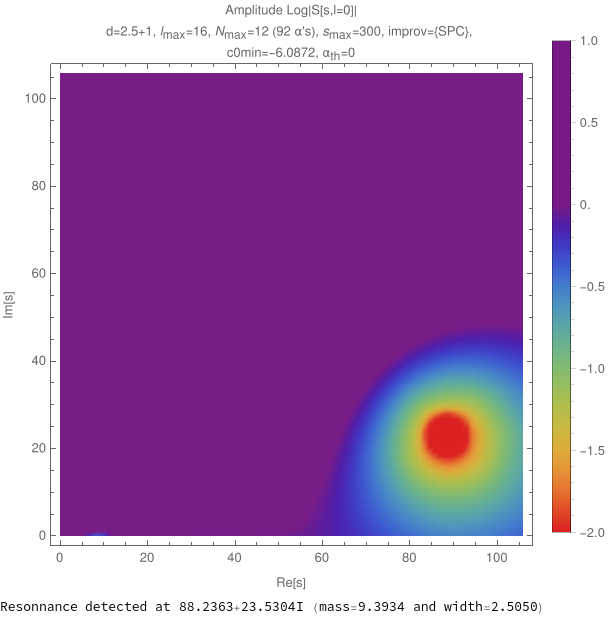 Amplitude Log|S[s,l=0]|
d=2.5+1, lmax=16, Nmax=12 (92 α's), smax=300, improv={SPC},
c0min=-6.0872, αth=0
1.0
0.5
0.
-0.5
-1.0
-1.5
-2.0
Im[s]
100
80
60
40
20
0
0 20 40 60 80 100
Re[s]
Resonnance detected at 88.2363+23.5304I (mass=9.3934 and width=2.5050)